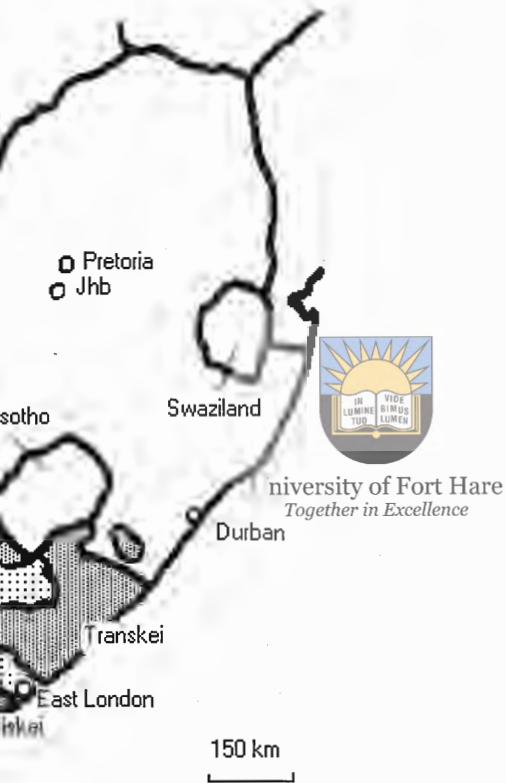 Pretoria
Jhb
Swaziland
sotho
IN LUMINE TUO
VIDE BIMUS LUMEN
niversity of Fort Hare
Together in Excellence
Durban
Transkei
East London
iskei
150 km